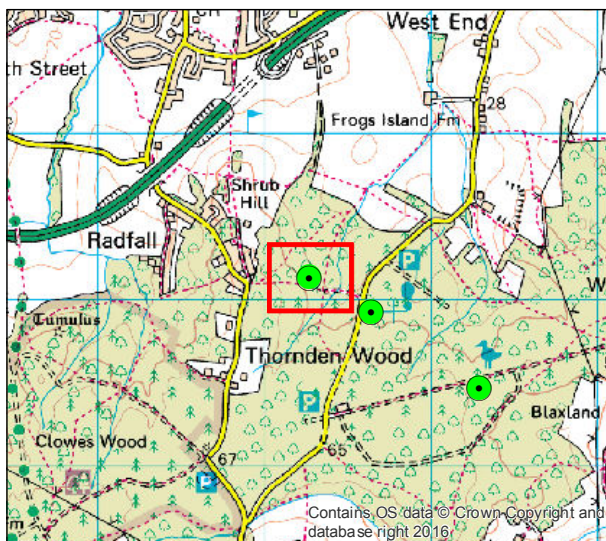 West End
th Street
28
Frogs Island Fm
Shrub
Hill
Radfall
P
Tumulus
Thornden Wood
P
Blaxland
Clowes Wood
67
65
P
m
W
Contains OS data © Crown Copyright and
database right 2016